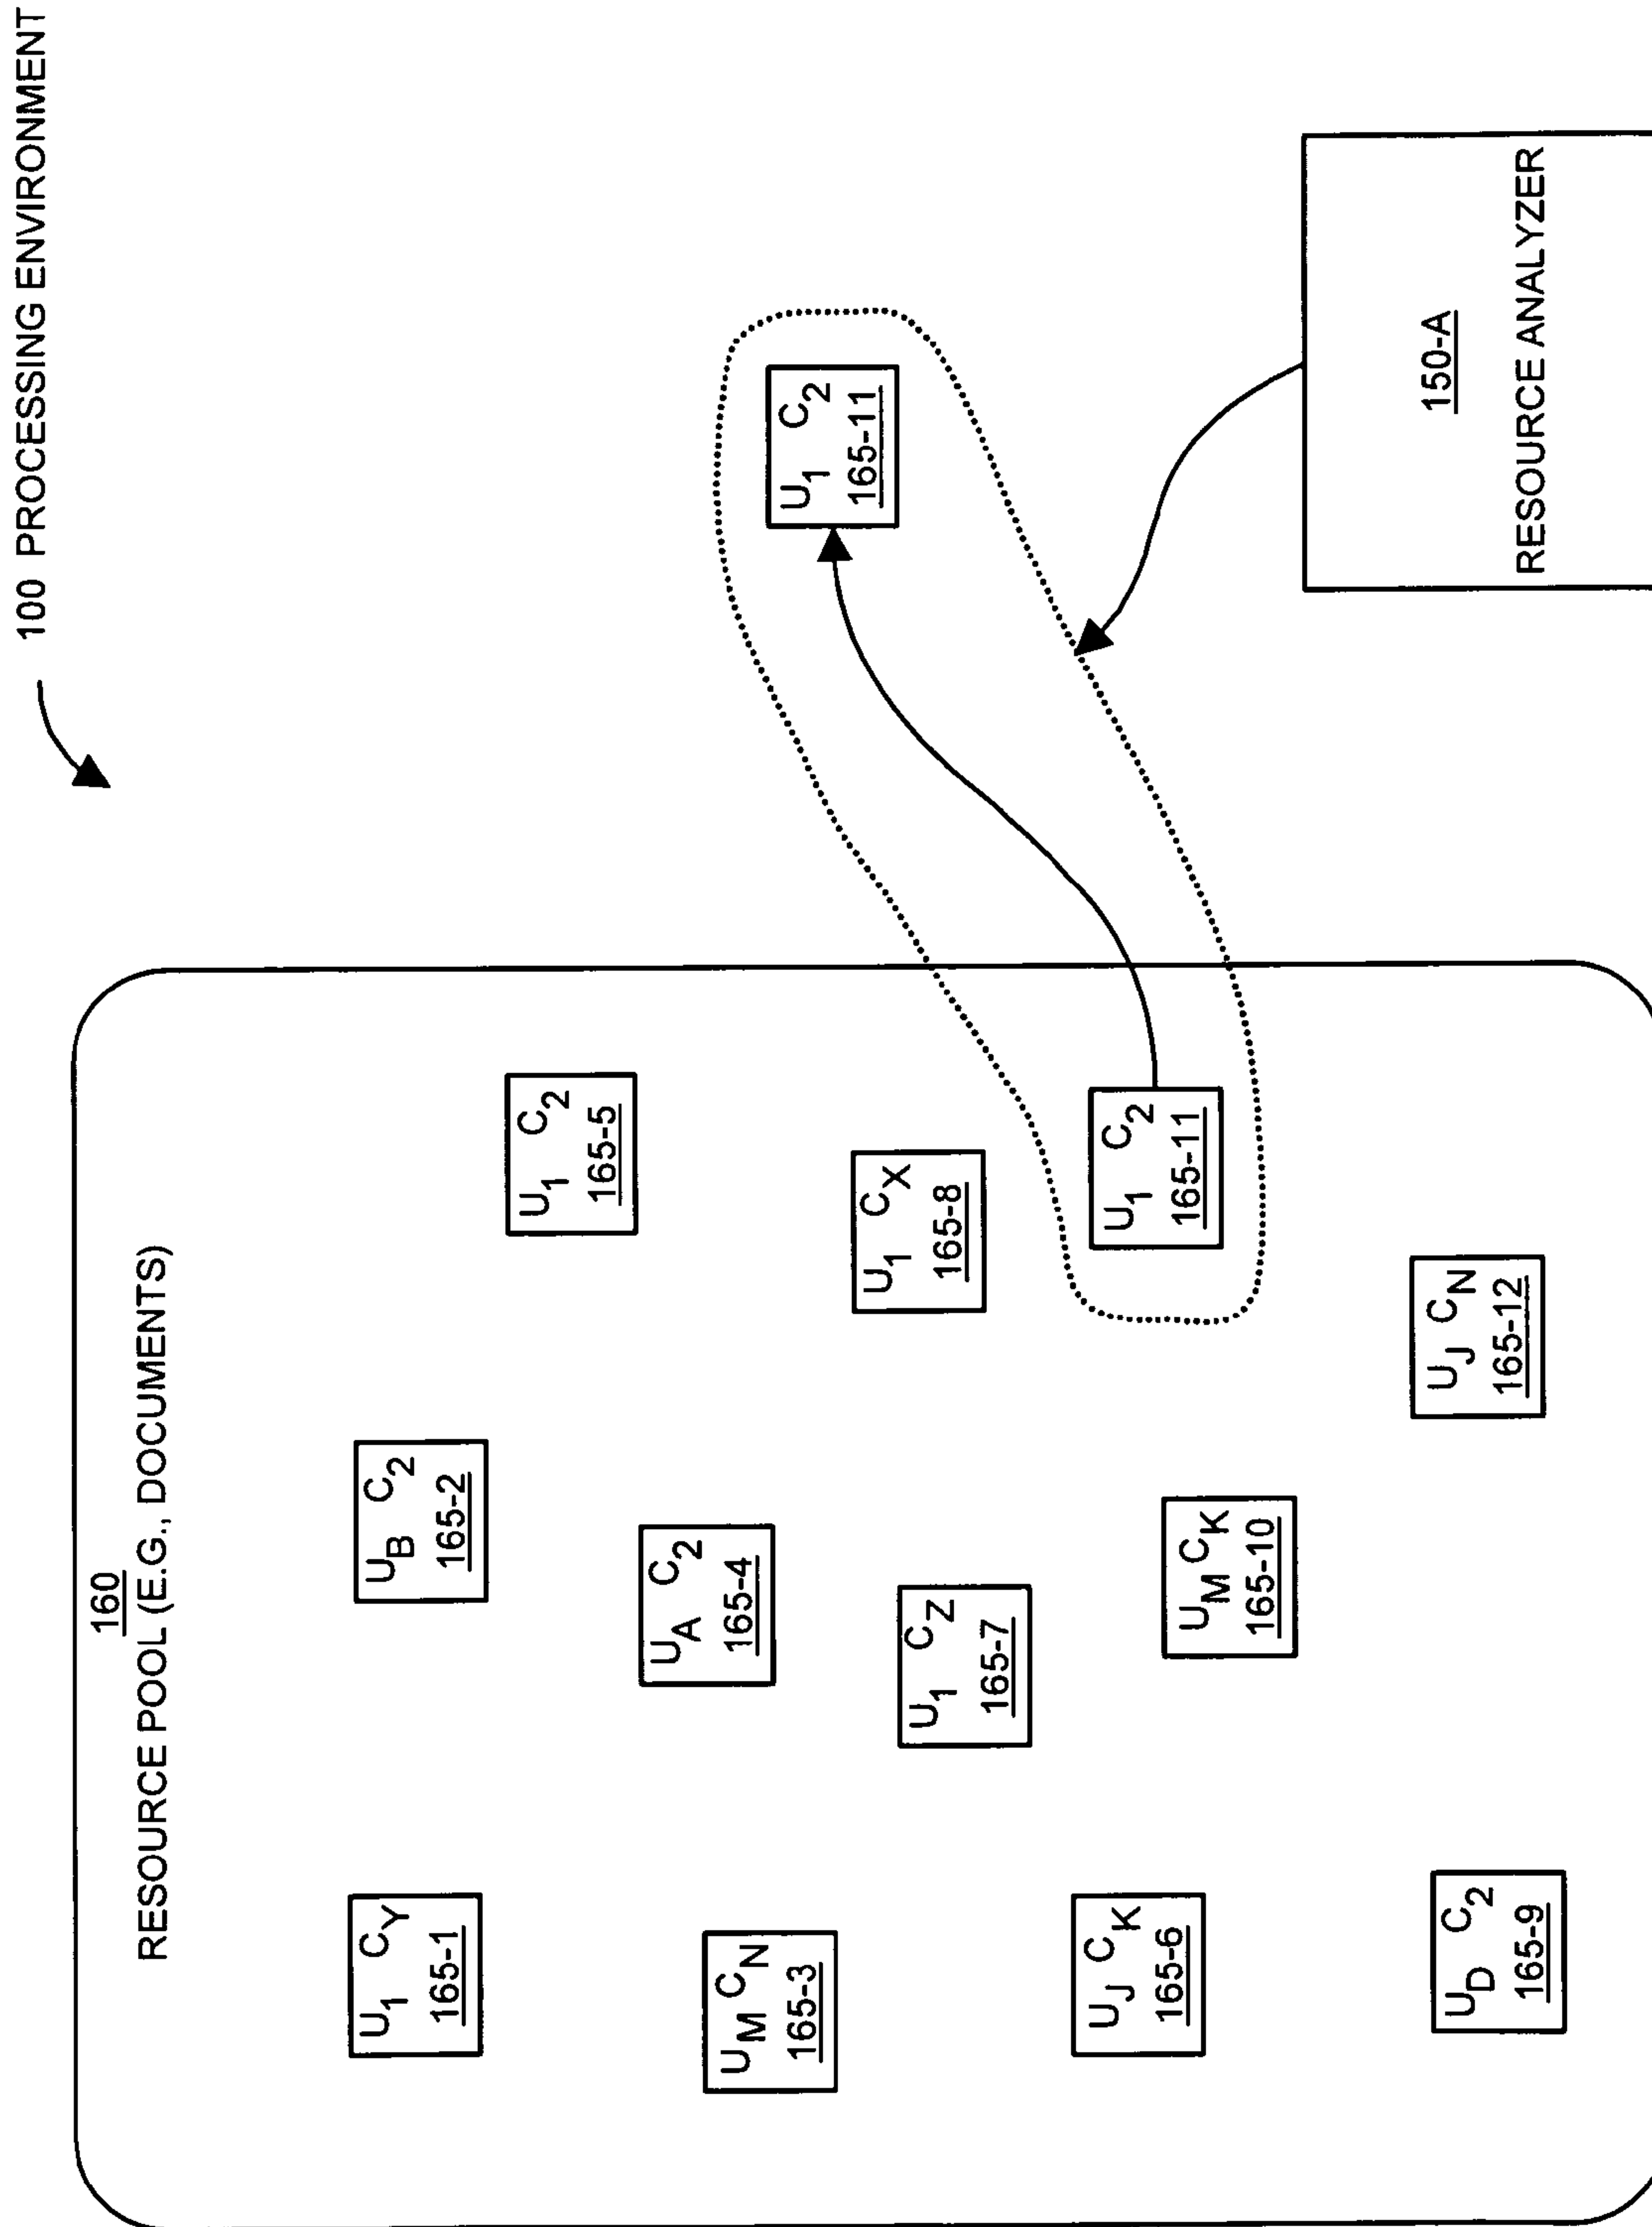 100 PROCESSING ENVIRONMENT
160
RESOURCE POOL (E.G., DOCUMENTS)
U1 CY
165-1
UB C2
165-2
U1 C2
165-5
UM CN
165-3
UA C2
165-4
U1 CX
165-8
U1 C2
165-11
U1 CZ
165-7
UJ CK
165-6
UM CK
165-10
U1 C2
165-11
UD C2
165-9
UJ CN
165-12
150-A
RESOURCE ANALYZER